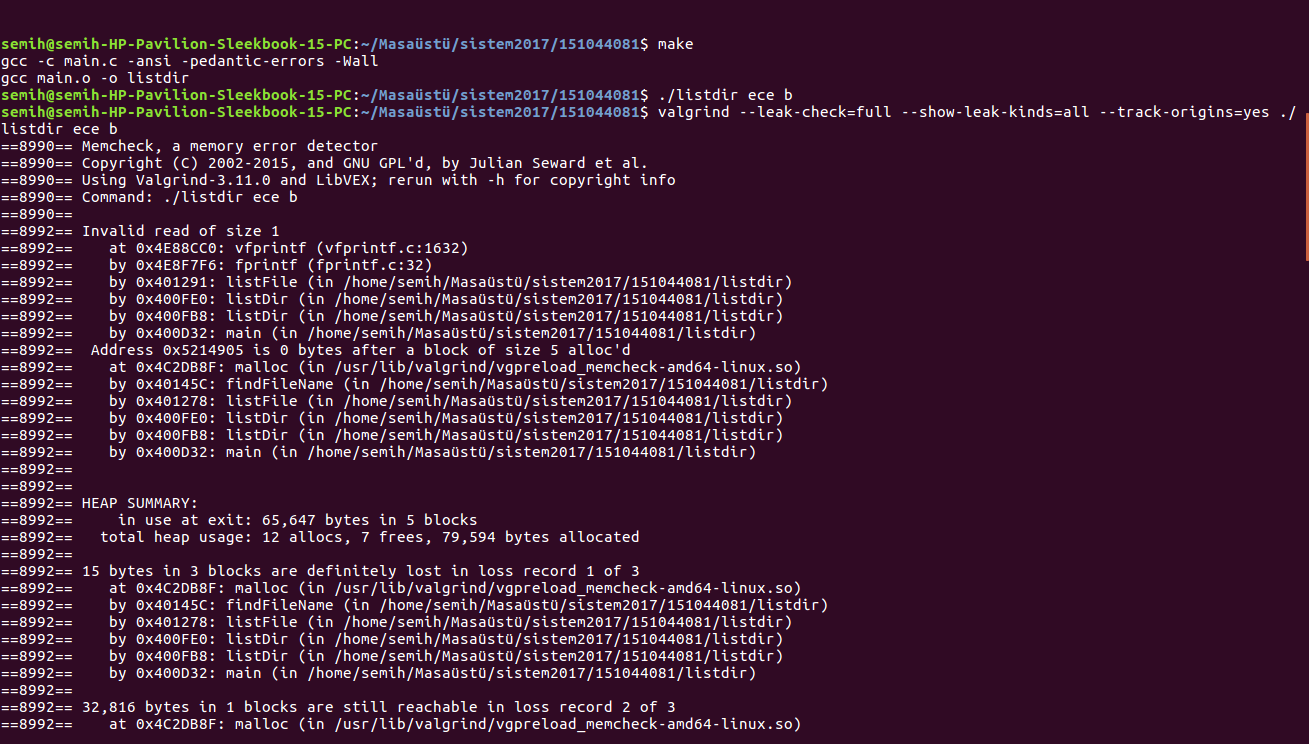 semih@semih-HP-Pavilion-Sleekbook-15-PC:~/Masaüstü/sistem2017/151044081$ make
gcc -c main.c -ansi -pedantic-errors -Wall
gcc main.o -o listdir
semih@semih-HP-Pavilion-Sleekbook-15-PC:~/Masaüstü/sistem2017/151044081$ ./listdir ece b
semih@semih-HP-Pavilion-Sleekbook-15-PC:~/Masaüstü/sistem2017/151044081$ valgrind --leak-check=full --show-leak-kinds=all --track-origins=yes ./
listdir ece b
==8990== Memcheck, a memory error detector
==8990== Copyright (C) 2002-2015, and GNU GPL'd, by Julian Seward et al.
==8990== Using Valgrind-3.11.0 and LibVEX; rerun with -h for copyright info
==8990== Command: ./listdir ece b
==8990==
==8992== Invalid read of size 1
==8992==    at 0x4E88CC0: vfprintf (vfprintf.c:1632)
==8992==    by 0x4E8F7F6: fprintf (fprintf.c:32)
==8992==    by 0x401291: listFile (in /home/semih/Masaüstü/sistem2017/151044081/listdir)
==8992==    by 0x400FE0: listDir (in /home/semih/Masaüstü/sistem2017/151044081/listdir)
==8992==    by 0x400FB8: listDir (in /home/semih/Masaüstü/sistem2017/151044081/listdir)
==8992==    by 0x400D32: main (in /home/semih/Masaüstü/sistem2017/151044081/listdir)
==8992==  Address 0x5214905 is 0 bytes after a block of size 5 alloc'd
==8992==    at 0x4C2DB8F: malloc (in /usr/lib/valgrind/vgpreload_memcheck-amd64-linux.so)
==8992==    by 0x40145C: findFileName (in /home/semih/Masaüstü/sistem2017/151044081/listdir)
==8992==    by 0x401278: listFile (in /home/semih/Masaüstü/sistem2017/151044081/listdir)
==8992==    by 0x400FE0: listDir (in /home/semih/Masaüstü/sistem2017/151044081/listdir)
==8992==    by 0x400FB8: listDir (in /home/semih/Masaüstü/sistem2017/151044081/listdir)
==8992==    by 0x400D32: main (in /home/semih/Masaüstü/sistem2017/151044081/listdir)
==8992==
==8992==
==8992== HEAP SUMMARY:
==8992==     in use at exit: 65,647 bytes in 5 blocks
==8992==   total heap usage: 12 allocs, 7 frees, 79,594 bytes allocated
==8992==
==8992== 15 bytes in 3 blocks are definitely lost in loss record 1 of 3
==8992==    at 0x4C2DB8F: malloc (in /usr/lib/valgrind/vgpreload_memcheck-amd64-linux.so)
==8992==    by 0x40145C: findFileName (in /home/semih/Masaüstü/sistem2017/151044081/listdir)
==8992==    by 0x401278: listFile (in /home/semih/Masaüstü/sistem2017/151044081/listdir)
==8992==    by 0x400FE0: listDir (in /home/semih/Masaüstü/sistem2017/151044081/listdir)
==8992==    by 0x400FB8: listDir (in /home/semih/Masaüstü/sistem2017/151044081/listdir)
==8992==    by 0x400D32: main (in /home/semih/Masaüstü/sistem2017/151044081/listdir)
==8992==
==8992== 32,816 bytes in 1 blocks are still reachable in loss record 2 of 3
==8992==    at 0x4C2DB8F: malloc (in /usr/lib/valgrind/vgpreload_memcheck-amd64-linux.so)